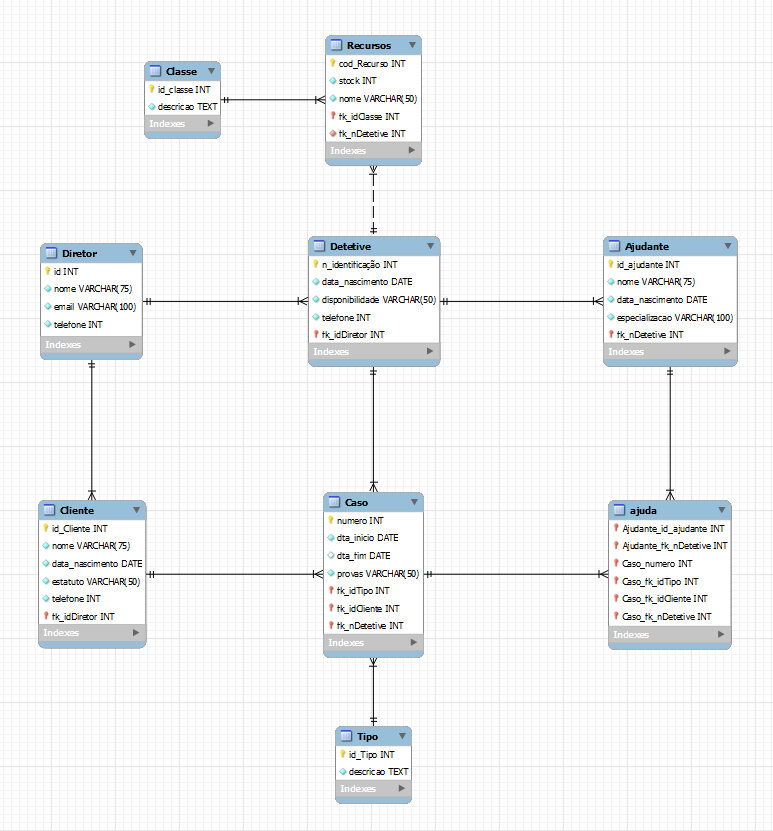 Recursos
cod_Recurso INT
stock INT
nome VARCHAR(50)
fk_idClasse INT
fk_nDetetive INT
Indexes
Classe
id_classe INT
descricao TEXT
Indexes
Diretor
id INT
nome VARCHAR(75)
email VARCHAR(100)
telefone INT
Indexes
Detetive
n_identificação INT
data_nascimento DATE
disponibilidade VARCHAR(50)
telefone INT
fk_idDiretor INT
Indexes
Ajudante
id_ajudante INT
nome VARCHAR(75)
data_nascimento DATE
especializacao VARCHAR(100)
fk_nDetetive INT
Indexes
Cliente
id_Cliente INT
nome VARCHAR(75)
data_nascimento DATE
estatuto VARCHAR(50)
telefone INT
fk_idDiretor INT
Indexes
Caso
numero INT
dta_inicio DATE
dta_fim DATE
provas VARCHAR(50)
fk_idTipo INT
fk_idCliente INT
fk_nDetetive INT
Indexes
ajuda
Ajudante_id_ajudante INT
Ajudante_fk_nDetetive INT
Caso_numero INT
Caso_fk_idTipo INT
Caso_fk_idCliente INT
Caso_fk_nDetetive INT
Indexes
Tipo
id_Tipo INT
descricao TEXT
Indexes